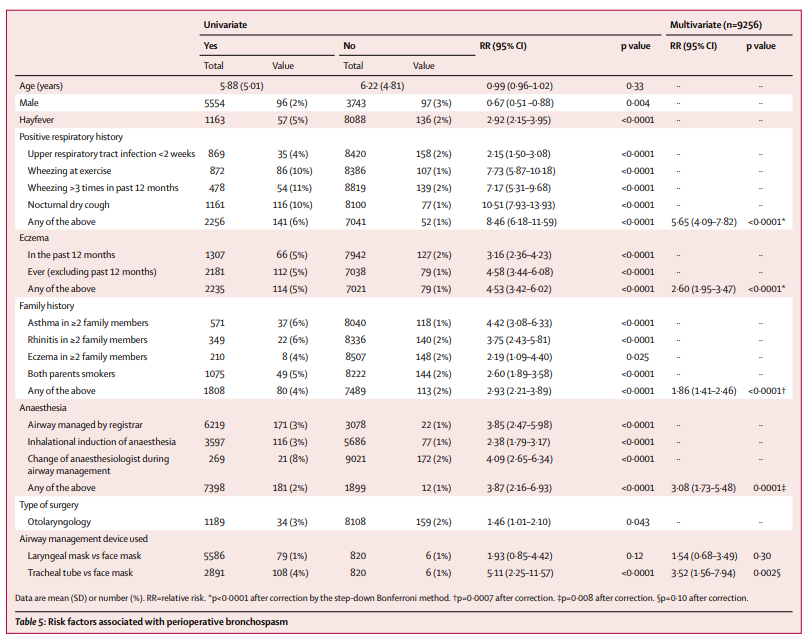 Univariate Multivariate (n=9256)
Yes No RR (95% CI) p value RR (95% CI) p value
Total Value Total Value
Age (years) 5·88 (5·01) 6·22 (4·81) 0·99 (0·96–1·02) 0·33 ·· ··
Male 5554 96 (2%) 3743 97 (3%) 0·67 (0·51 –0·88) 0·004 ·· ··
Hayfever 1163 57 (5%) 8088 136 (2%) 2·92 (2·15–3·95) <0·0001 ·· ··
Positive respiratory history
Upper respiratory tract infection <2 weeks 869 35 (4%) 8420 158 (2%) 2·15 (1·50–3·08) <0·0001 ·· ··
Wheezing at exercise 872 86 (10%) 8386 107 (1%) 7·73 (5·87–10·18) <0·0001 ·· ··
Wheezing >3 times in past 12 months 478 54 (11%) 8819 139 (2%) 7·17 (5·31–9·68) <0·0001 ·· ··
Nocturnal dry cough 1161 116 (10%) 8100 77 (1%) 10·51 (7·93–13·93) <0·0001 ·· ··
Any of the above 2256 141 (6%) 7041 52 (1%) 8·46 (6·18–11·59) <0·0001 5·65 (4·09–7·82) <0·0001*
Eczema
In the past 12 months 1307 66 (5%) 7942 127 (2%) 3·16 (2·36–4·23) <0·0001 ·· ··
Ever (excluding past 12 months) 2181 112 (5%) 7038 79 (1%) 4·58 (3·44–6·08) <0·0001 ·· ··
Any of the above 2235 114 (5%) 7021 79 (1%) 4·53 (3·42–6·02) <0·0001 2·60 (1·95–3·47) <0·0001*
Family history
Asthma in ≥2 family members 571 37 (6%) 8040 118 (1%) 4·42 (3·08–6·33) <0·0001 ·· ··
Rhinitis in ≥2 family members 349 22 (6%) 8336 140 (2%) 3·75 (2·43–5·81) <0·0001 ·· ··
Eczema in ≥2 family members 210 8 (4%) 8507 148 (2%) 2·19 (1·09–4·40) 0·025 ·· ··
Both parents smokers 1075 49 (5%) 8222 144 (2%) 2·60 (1·89–3·58) <0·0001 ·· ··
Any of the above 1808 80 (4%) 7489 113 (2%) 2·93 (2·21–3·89) <0·0001 1·86 (1·41–2·46) <0·0001†
Anaesthesia
Airway managed by registrar 6219 171 (3%) 3078 22 (1%) 3·85 (2·47–5·98) <0·0001 ·· ··
Inhalational induction of anaesthesia 3597 116 (3%) 5686 77 (1%) 2·38 (1·79–3·17) <0·0001 ·· ··
Change of anaesthesiologist during 269 21 (8%) 9021 172 (2%) 4·09 (2·65–6·34) <0·0001 ·· ··
airway management
Any of the above 7398 181 (2%) 1899 12 (1%) 3·87 (2·16–6·93) <0·0001 3·08 (1·73–5·48) 0·0001‡
Type of surgery
Otolaryngology 1189 34 (3%) 8108 159 (2%) 1·46 (1·01–2·10) 0·043 ·· ··
Airway management device used
Laryngeal mask vs face mask 5586 79 (1%) 820 6 (1%) 1·93 (0·85–4·42) 0·12 1·54 (0·68–3·49) 0·30
Tracheal tube vs face mask 2891 108 (4%) 820 6 (1%) 5·11 (2·25–11·57) <0·0001 3·52 (1·56–7·94) 0·002§
Data are mean (SD) or number (%). RR=relative risk. *p<0·0001 after correction by the step-down Bonferroni method. †p=0·0007 after correction. ‡p=0·008 after correction. §p=0·10 after correction.
Table 5: Risk factors associated with perioperative bronchospasm